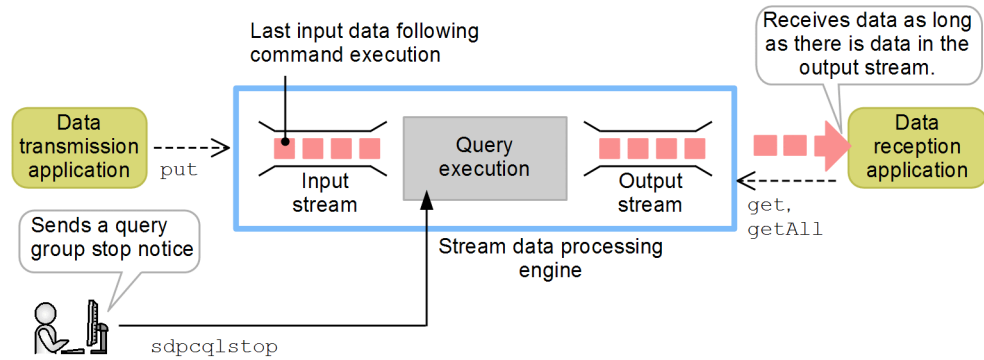 Last input data following
command execution
Receives data as long
as there is data in the
output stream.
Data
transmission
application
put
Input
stream
Query
execution
Output
stream
Data
reception
application
get,
getAll
Stream data processing
engine
Sends a query
group stop notice
sdpcqlstop